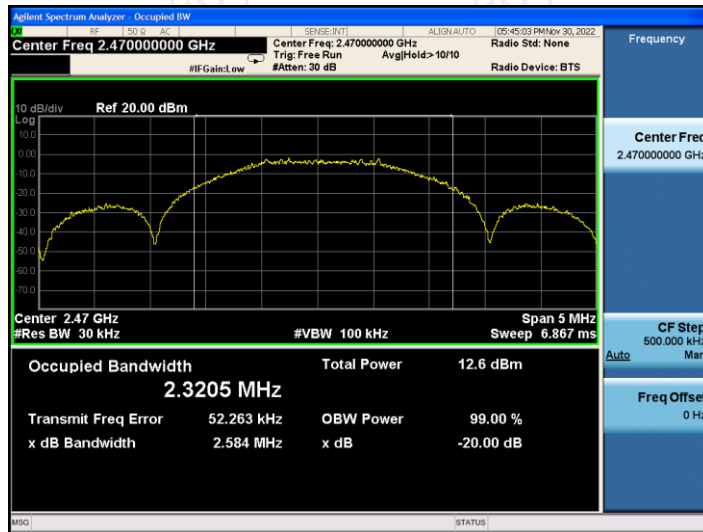 Agilent Spectrum Analyzer - Occupied BW
RF 50 Ω AC SENSE:INT ALIGN AUTO 05:45:03 PM Nov 30, 2022
Center Freq 2.470000000 GHz
Center Freq: 2.470000000 GHz
Radio Std: None
Trig: Free Run Avg|Hold:> 10/10
#IFGain:Low
#Atten: 30 dB
Radio Device: BTS
Frequency
10 dB/div Ref 20.00 dBm
Log
10.0
0.00
-10.0
-20.0
-30.0
-40.0
-50.0
-60.0
-70.0
Center Freq
2.470000000 GHz
Center 2.47 GHz
Span 5 MHz
#Res BW 30 kHz
#VBW 100 kHz
Sweep 6.867 ms
CF Step
500.000 kHz
Auto Man
Occupied Bandwidth
Total Power 12.6 dBm
2.3205 MHz
Transmit Freq Error 52.263 kHz
OBW Power 99.00 %
x dB Bandwidth 2.584 MHz
x dB -20.00 dB
Freq Offset
0 Hz
MSG
STATUS